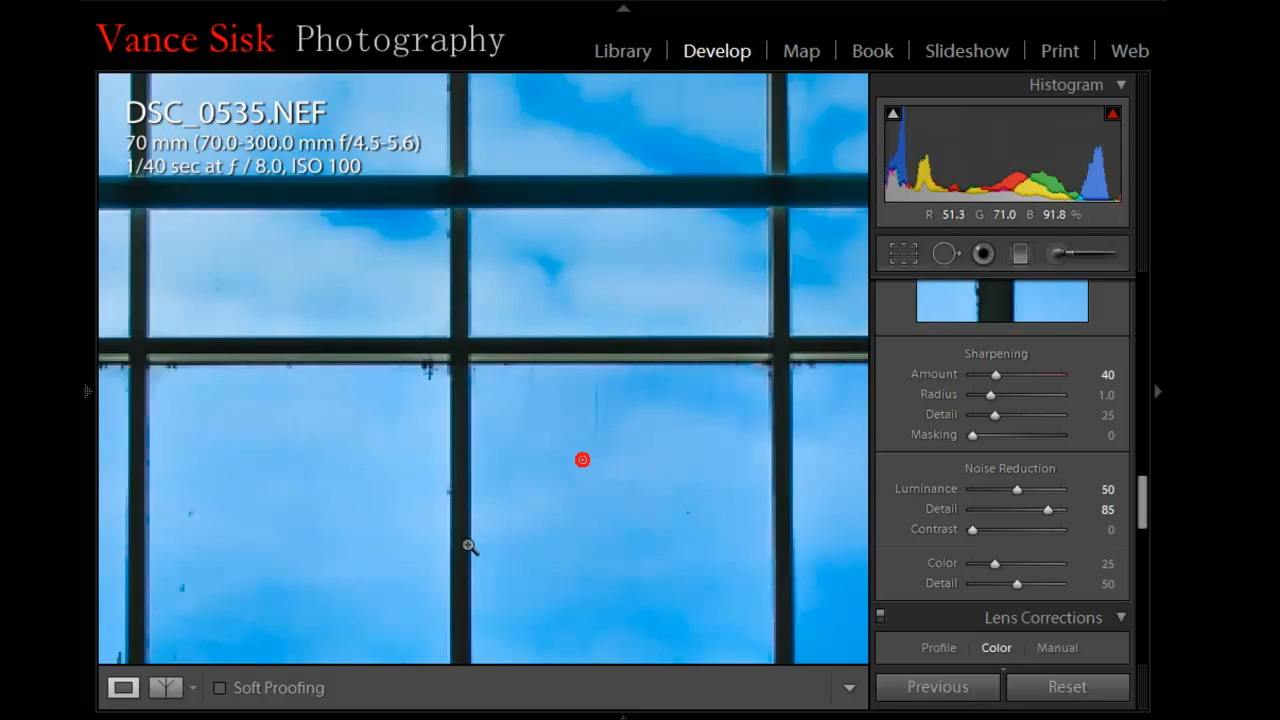 Vance Sisk Photography
Library Develop Map Book Slideshow Print Web
DSC_0535.NEF
70 mm (70.0-300.0 mm f/4.5-5.6)
1/40 sec at ƒ / 8.0, ISO 100
Histogram
R 51.3 G 71.0 B 91.8 %
Sharpening
Amount 40
Radius 1.0
Detail 25
Masking 0
Noise Reduction
Luminance 50
Detail 85
Contrast 0
Color 25
Detail 50
Lens Corrections
Profile Color Manual
Soft Proofing
Previous Reset